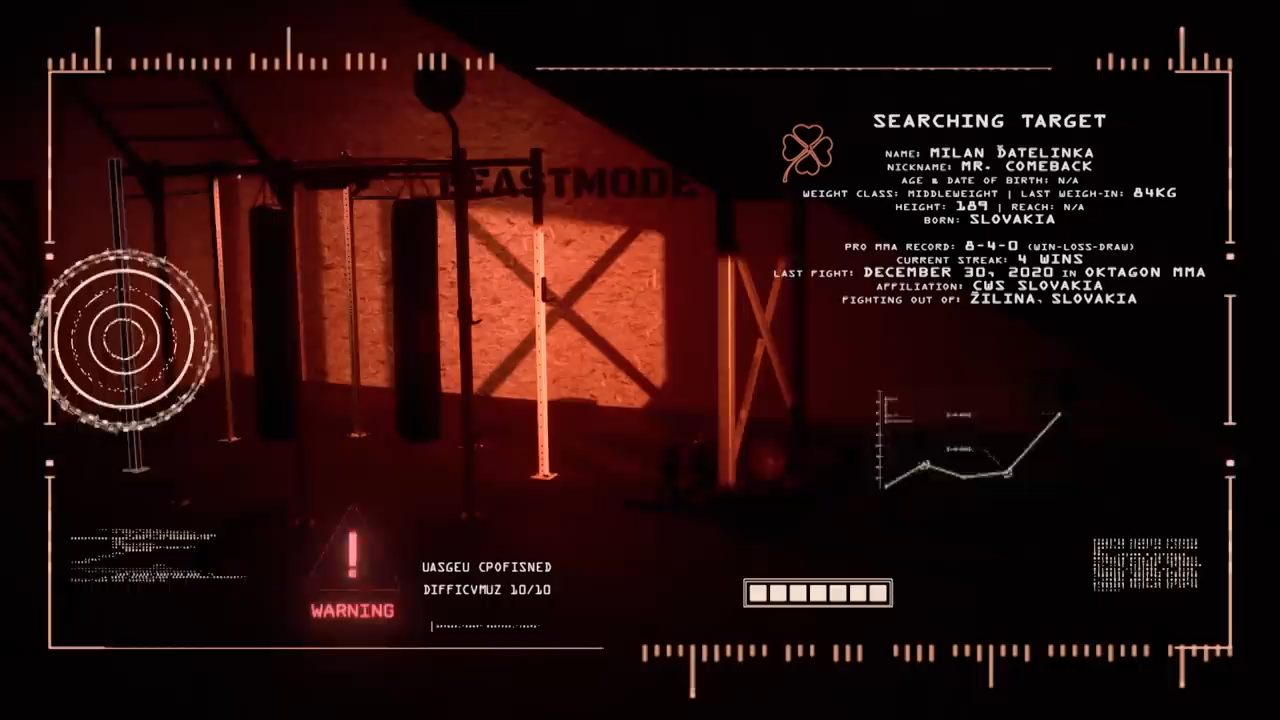 BEASTMODE
SEARCHING TARGET
NAME: MILAN ĎATELINKA
NICKNAME: MR. COMEBACK
AGE & DATE OF BIRTH: N/A
WEIGHT CLASS: MIDDLEWEIGHT | LAST WEIGH-IN: 84KG
HEIGHT: 189 | REACH: N/A
BORN: SLOVAKIA
PRO MMA RECORD: 8-4-0 (WIN-LOSS-DRAW)
CURRENT STREAK: 4 WINS
LAST FIGHT: DECEMBER 30, 2020 IN OKTAGON MMA
AFFILIATION: CWS SLOVAKIA
FIGHTING OUT OF: ŽILINA, SLOVAKIA
!
WARNING
UASGEU CPOFISNED
DIFFICVMUZ 10/10